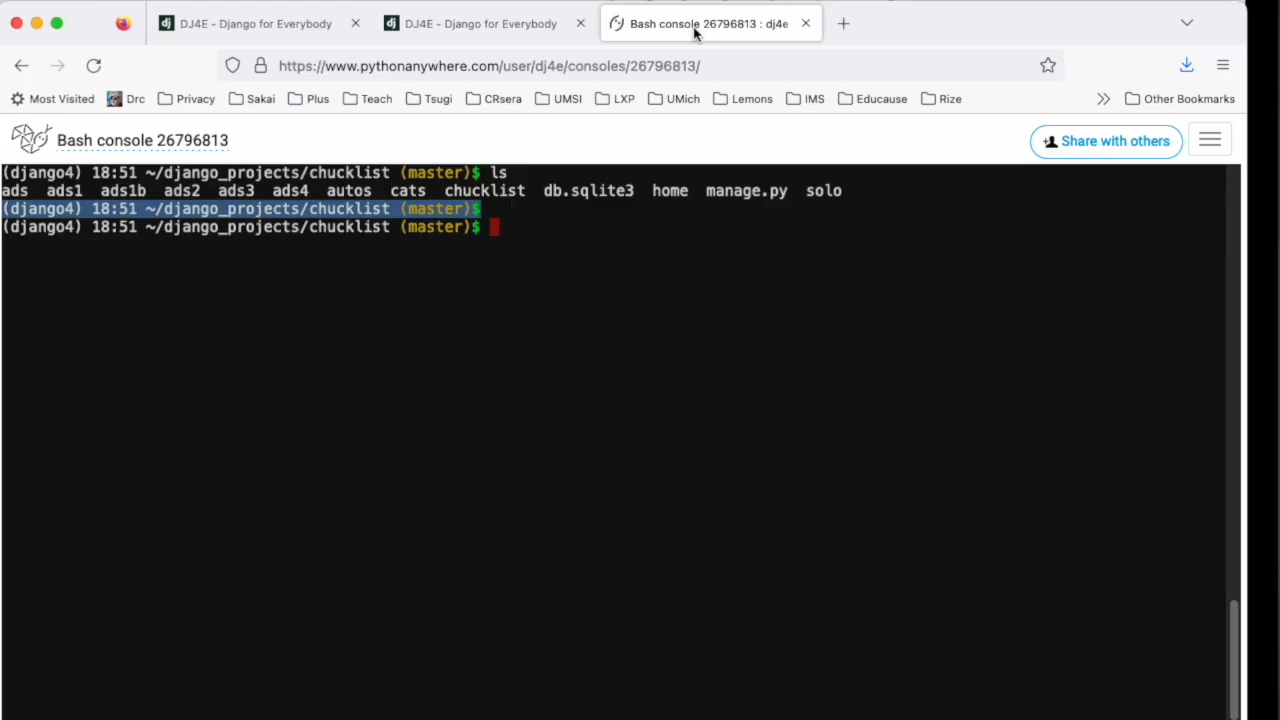 dj DJ4E - Django for Everybody
dj DJ4E - Django for Everybody
Bash console 26796813 : dj4e
https://www.pythonanywhere.com/user/dj4e/consoles/26796813/
Most Visited Drc Privacy Sakai Plus Teach Tsugi CRsera UMSI LXP UMich Lemons IMS Educause Rize Other Bookmarks
Bash console 26796813
Share with others
(django4) 18:51 ~/django_projects/chucklist (master)$ ls
ads ads1 ads1b ads2 ads3 ads4 autos cats chucklist db.sqlite3 home manage.py solo
(django4) 18:51 ~/django_projects/chucklist (master)$
(django4) 18:51 ~/django_projects/chucklist (master)$